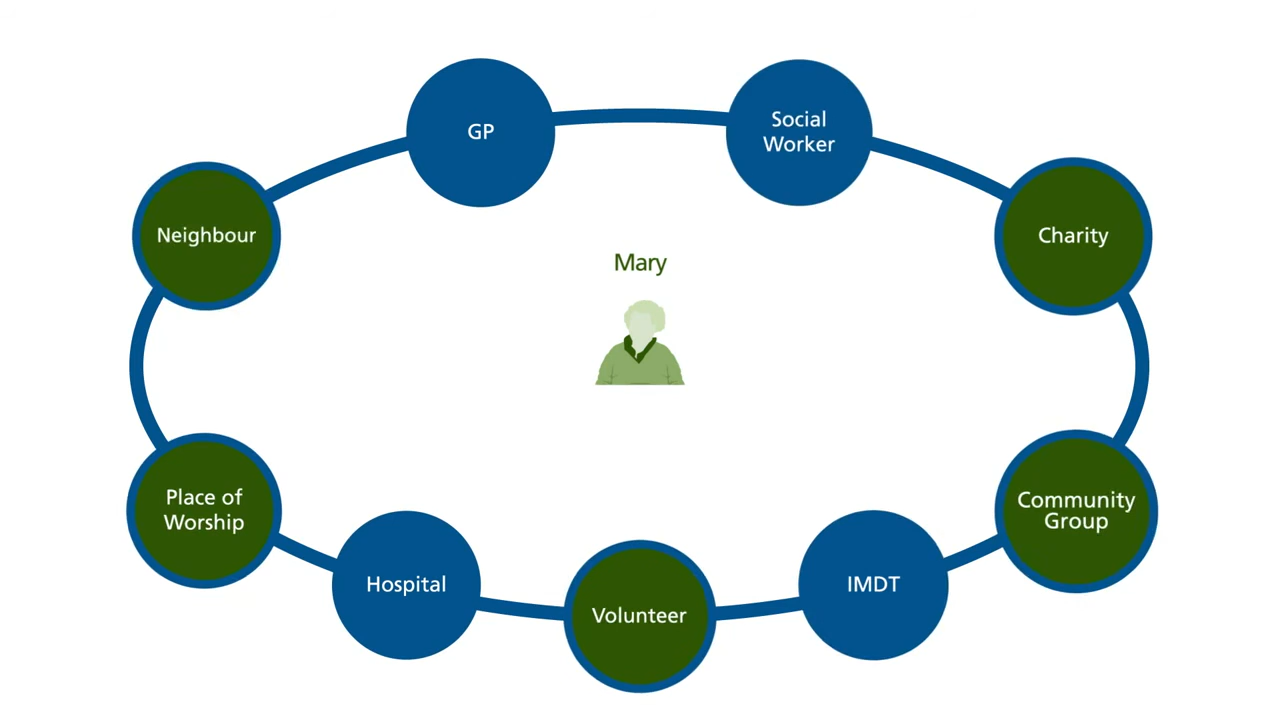 GP
Social
Worker
Neighbour
Charity
Mary
Place of
Worship
Community
Group
Hospital
IMDT
Volunteer